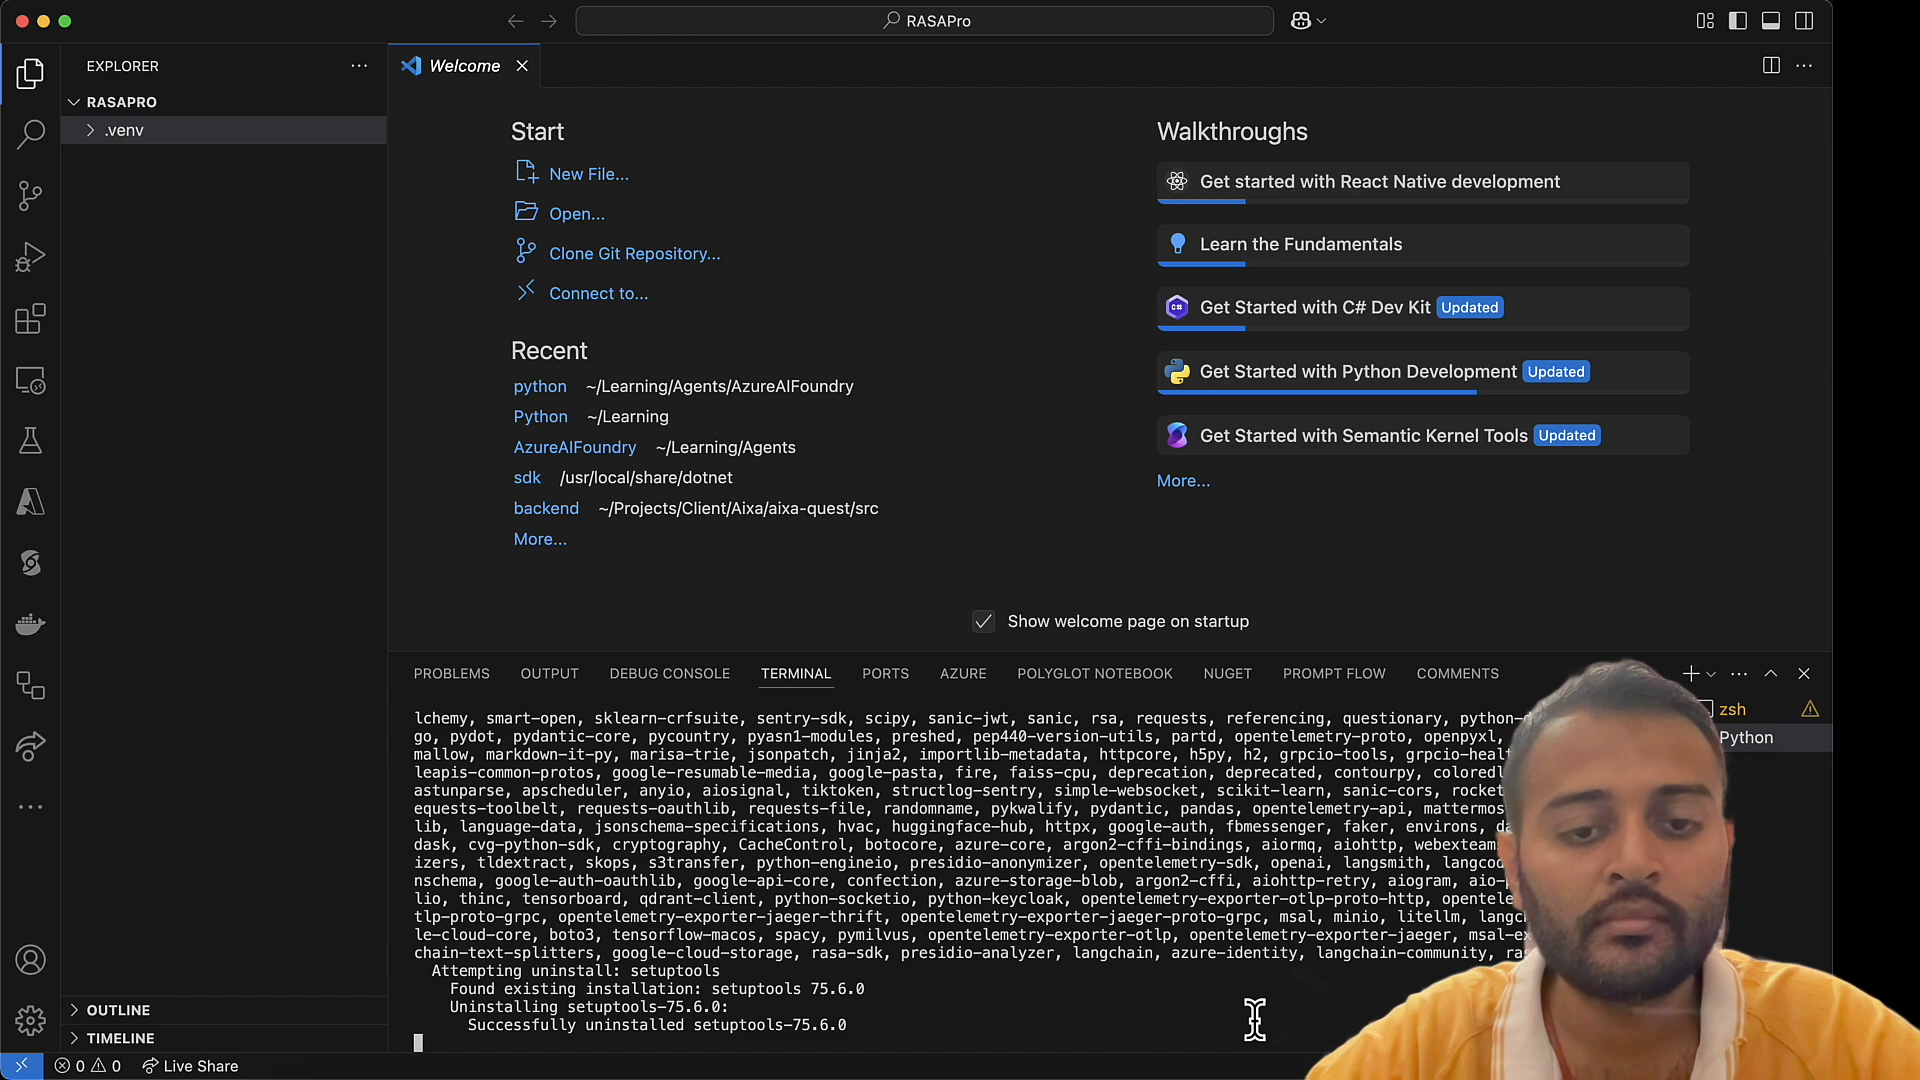 RASAPro
EXPLORER
RASAPRO
.venv
OUTLINE
TIMELINE
Welcome
Start
New File...
Open...
Clone Git Repository...
Connect to...
Recent
python ~/Learning/Agents/AzureAIFoundry
Python ~/Learning
AzureAIFoundry ~/Learning/Agents
sdk /usr/local/share/dotnet
backend ~/Projects/Client/Aixa/aixa-quest/src
More...
Walkthroughs
Get started with React Native development
Learn the Fundamentals
Get Started with C# Dev Kit Updated
Get Started with Python Development Updated
Get Started with Semantic Kernel Tools Updated
More...
Show welcome page on startup
PROBLEMS OUTPUT DEBUG CONSOLE TERMINAL PORTS AZURE POLYGLOT NOTEBOOK NUGET PROMPT FLOW COMMENTS
lchemy, smart-open, sklearn-crfsuite, sentry-sdk, scipy, sanic-jwt, sanic, rsa, requests, referencing, questionary, python-
go, pydot, pydantic-core, pycountry, pyasn1-modules, preshed, pep440-version-utils, partd, opentelemetry-proto, openpyxl,
mallow, markdown-it-py, marisa-trie, jsonpatch, jinja2, importlib-metadata, httpcore, h5py, h2, grpcio-tools, grpcio-healt
leapis-common-protos, google-resumable-media, google-pasta, fire, faiss-cpu, deprecation, deprecated, contourpy, coloredl
astunparse, apscheduler, anyio, aiosignal, tiktoken, structlog-sentry, simple-websocket, scikit-learn, sanic-cors, rocket
equests-toolbelt, requests-oauthlib, requests-file, randomname, pykwalify, pydantic, pandas, opentelemetry-api, mattermos
lib, language-data, jsonschema-specifications, hvac, huggingface-hub, httpx, google-auth, fbmessenger, faker, environs, da
dask, cvg-python-sdk, cryptography, CacheControl, botocore, azure-core, argon2-cffi-bindings, aiormq, aiohttp, webexteam
izers, tldextract, skops, s3transfer, python-engineio, presidio-anonymizer, opentelemetry-sdk, openai, langsmith, langcod
nschema, google-auth-oauthlib, google-api-core, confection, azure-storage-blob, argon2-cffi, aiohttp-retry, aiogram, aio-
lio, thinc, tensorboard, qdrant-client, python-socketio, python-keycloak, opentelemetry-exporter-otlp-proto-http, opentele
tlp-proto-grpc, opentelemetry-exporter-jaeger-thrift, opentelemetry-exporter-jaeger-proto-grpc, msal, minio, litellm, langc
le-cloud-core, boto3, tensorflow-macos, spacy, pymilvus, opentelemetry-exporter-otlp, opentelemetry-exporter-jaeger, msal-ex
chain-text-splitters, google-cloud-storage, rasa-sdk, presidio-analyzer, langchain, azure-identity, langchain-community, ra
Attempting uninstall: setuptools
Found existing installation: setuptools 75.6.0
Uninstalling setuptools-75.6.0:
Successfully uninstalled setuptools-75.6.0
zsh
Python
0 0 Live Share